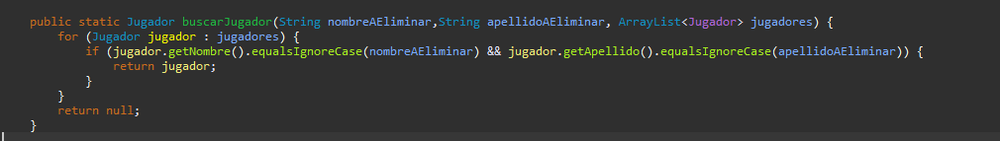 public static Jugador buscarJugador(String nombreAEliminar,String apellidoAEliminar, ArrayList<Jugador> jugadores) {
for (Jugador jugador : jugadores) {
if (jugador.getNombre().equalsIgnoreCase(nombreAEliminar) && jugador.getApellido().equalsIgnoreCase(apellidoAEliminar)) {
return jugador;
}
}
return null;
}